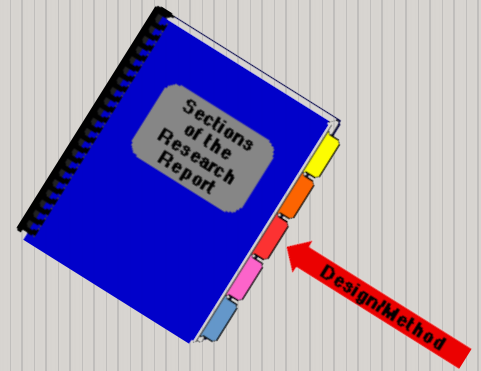 Sections
of the
Research
Report
Design/Method